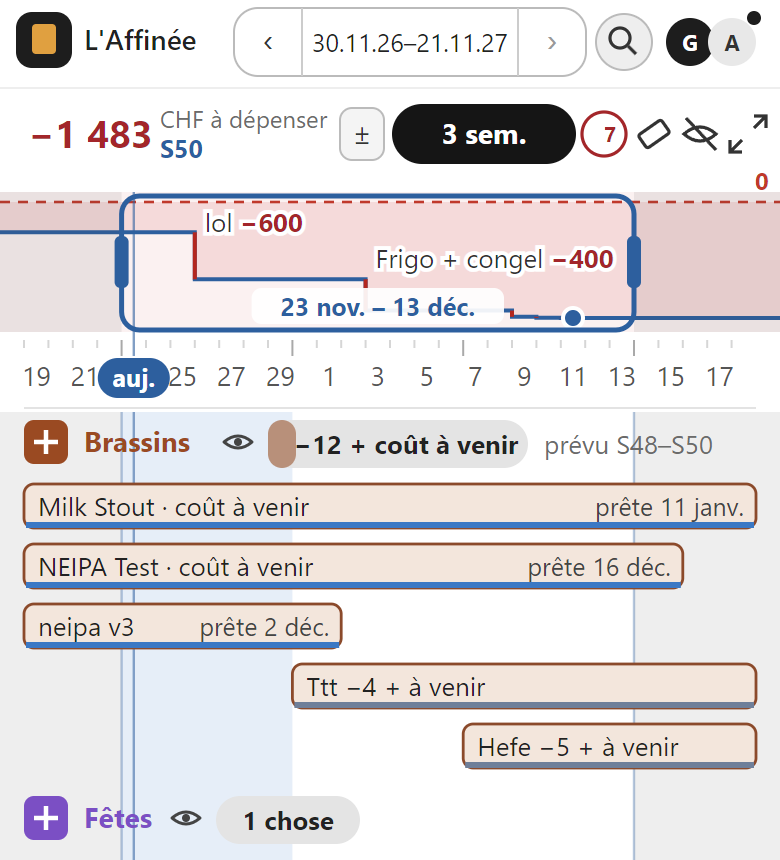 L'Affinée
‹ 30.11.26–21.11.27 ›
G A
−1 483 CHF à dépenser
S50
± 3 sem. 7
0
lol −600
Frigo + congel −400
23 nov. – 13 déc.
19 21 auj. 25 27 29 1 3 5 7 9 11 13 15 17
Brassins −12 + coût à venir prévu S48–S50
Milk Stout · coût à venir prête 11 janv.
NEIPA Test · coût à venir prête 16 déc.
neipa v3 prête 2 déc.
Ttt −4 + à venir
Hefe −5 + à venir
Fêtes 1 chose